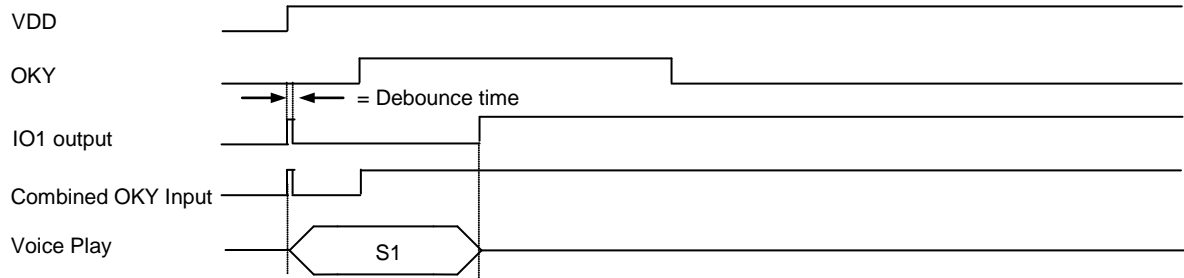 VDD
OKY
= Debounce time
IO1 output
Combined OKY Input
Voice Play
S1